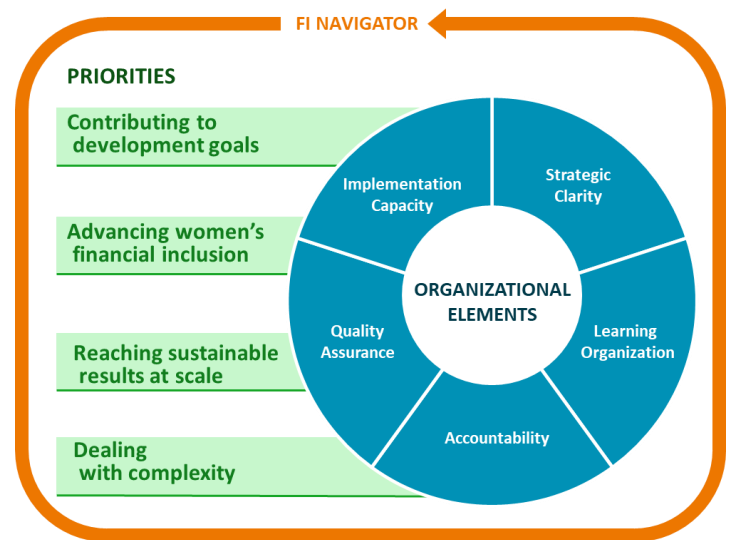 FI NAVIGATOR
PRIORITIES
Contributing to
development goals
Advancing women’s
financial inclusion
Reaching sustainable
results at scale
Dealing
with complexity
Implementation
Capacity
Strategic
Clarity
ORGANIZATIONAL
ELEMENTS
Quality
Assurance
Learning
Organization
Accountability